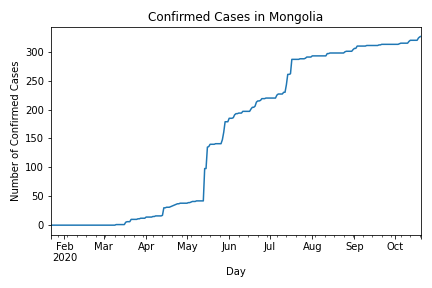 Confirmed Cases in Mongolia
Number of Confirmed Cases
300
250
200
150
100
50
0
Feb Mar Apr May Jun Jul Aug Sep Oct
2020
Day